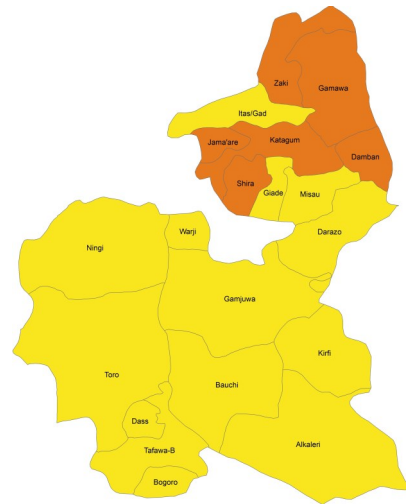 Zaki
Gamawa
Itas/Gad
Jama'are
Katagum
Damban
Shira
Giade
Misau
Warji
Darazo
Ningi
Gamjuwa
Kirfi
Toro
Bauchi
Dass
Alkaleri
Tafawa-B
Bogoro